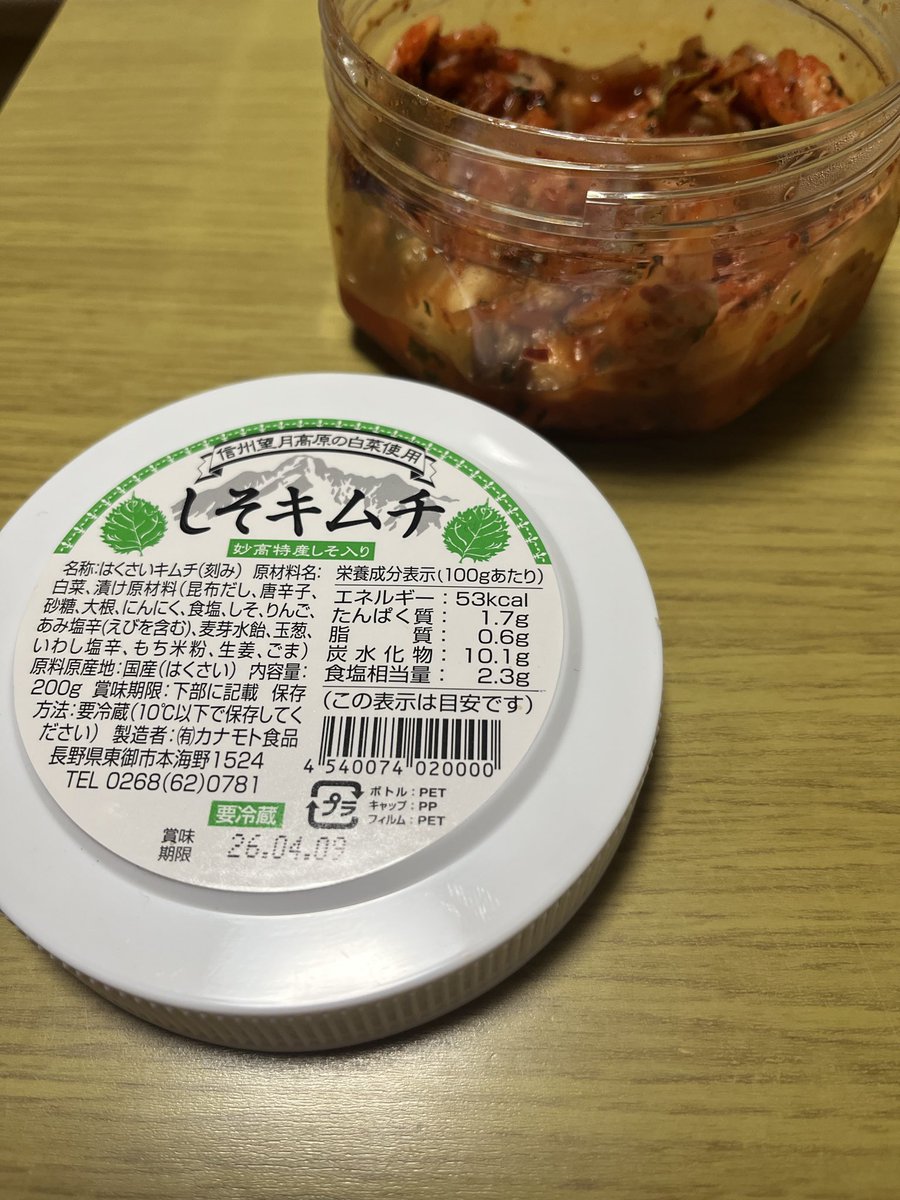 信州望月高原の白菜使用
しそキムチ
妙高特産しそ入り
名称:はくさいキムチ(刻み) 原材料名:
白菜、漬け原材料(昆布だし、唐辛子、
砂糖、大根、にんにく、食塩、しそ、りんご、
あみ塩辛(えびを含む)、麦芽水飴、玉葱、
いわし塩辛、もち米粉、生姜、ごま)
原料原産地:国産(はくさい) 内容量:
200g 賞味期限:下部に記載 保存
方法:要冷蔵(10℃以下で保存してく
ださい) 製造者:㈲カナモト食品
長野県東御市本海野1524
TEL 0268(62)0781
栄養成分表示(100gあたり)
エネルギー: 53kcal
たんぱく質: 1.7g
脂質: 0.6g
炭水化物: 10.1g
食塩相当量: 2.3g
(この表示は目安です)
4 540074 020000
プラ
ボトル:PET
キャップ:PP
フィルム:PET
要冷蔵
賞味
期限
26.04.09